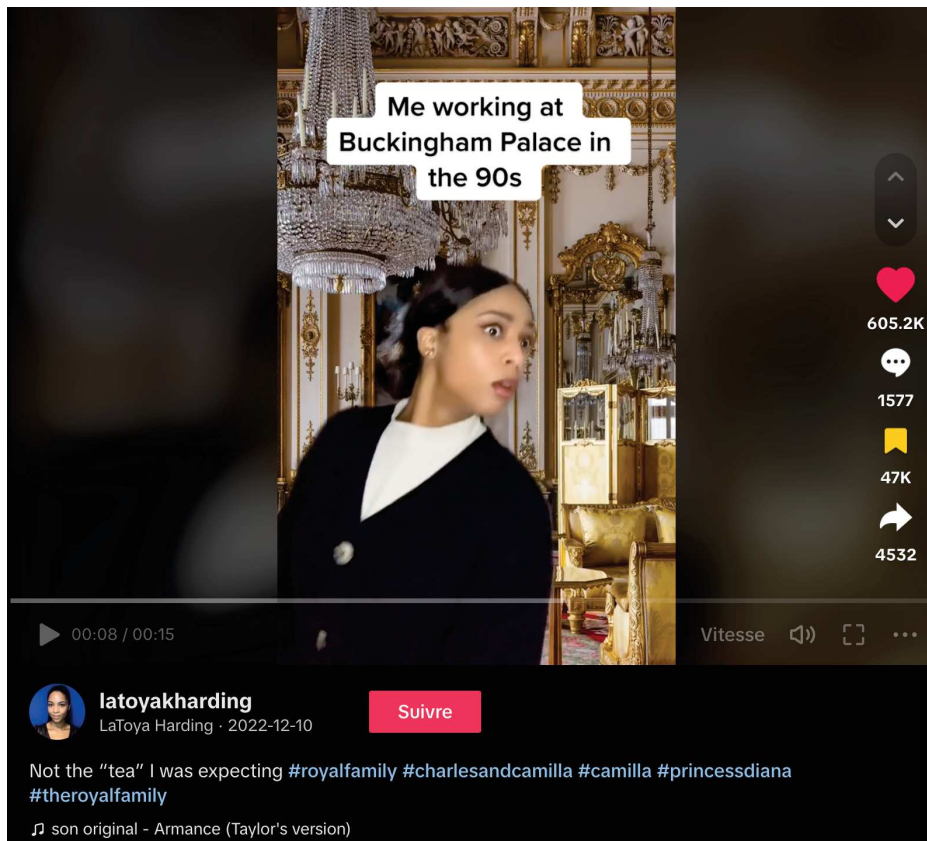 Me working at
Buckingham Palace in
the 90s
605.2K
1577
47K
4532
00:08 / 00:15
Vitesse
latoyakharding
LaToya Harding · 2022-12-10
Suivre
Not the “tea” I was expecting #royalfamily #charlesandcamilla #camilla #princessdiana
#theroyalfamily
son original - Armance (Taylor's version)